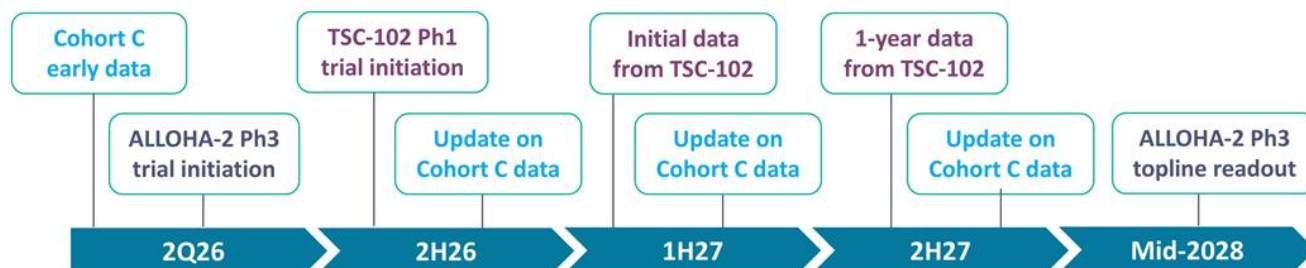 Cohort C
early data
TSC-102 Ph1
trial initiation
Initial data
from TSC-102
1-year data
from TSC-102
ALLOHA-2 Ph3
trial initiation
Update on
Cohort C data
Update on
Cohort C data
Update on
Cohort C data
ALLOHA-2 Ph3
topline readout
2Q26
2H26
1H27
2H27
Mid-2028